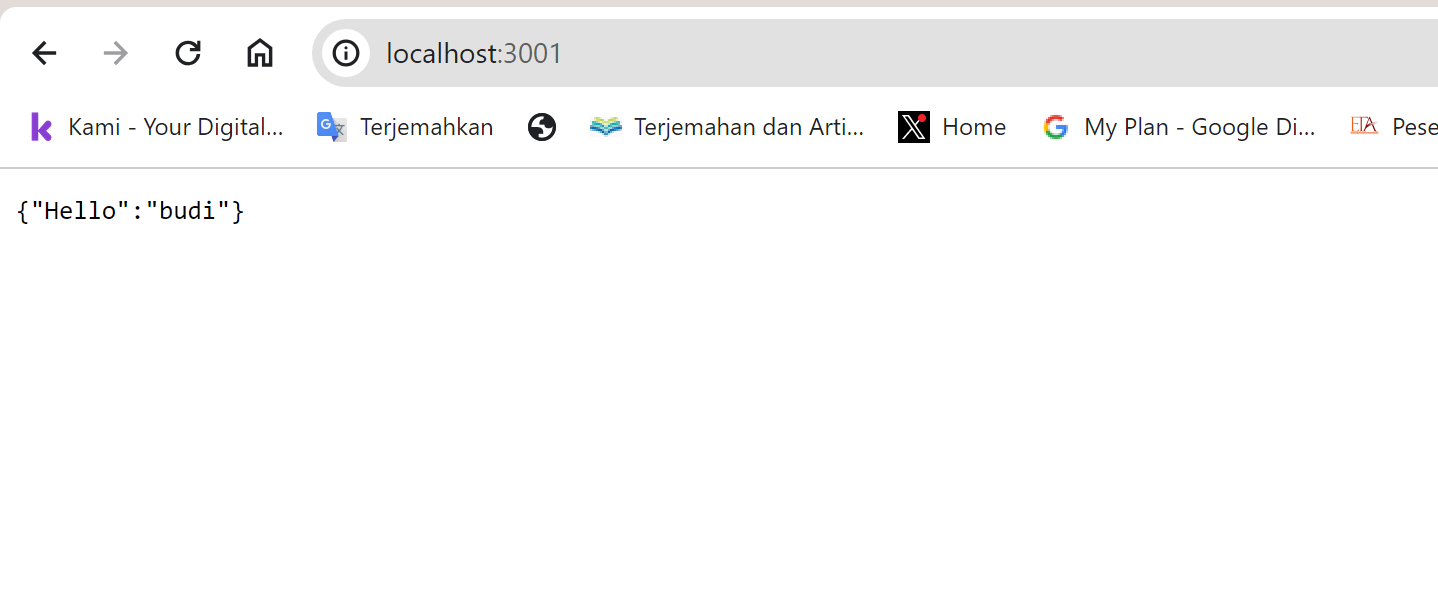 localhost:3001
Kami - Your Digital... Terjemahkan Terjemahan dan Arti... Home My Plan - Google Di... Pese
{"Hello":"budi"}